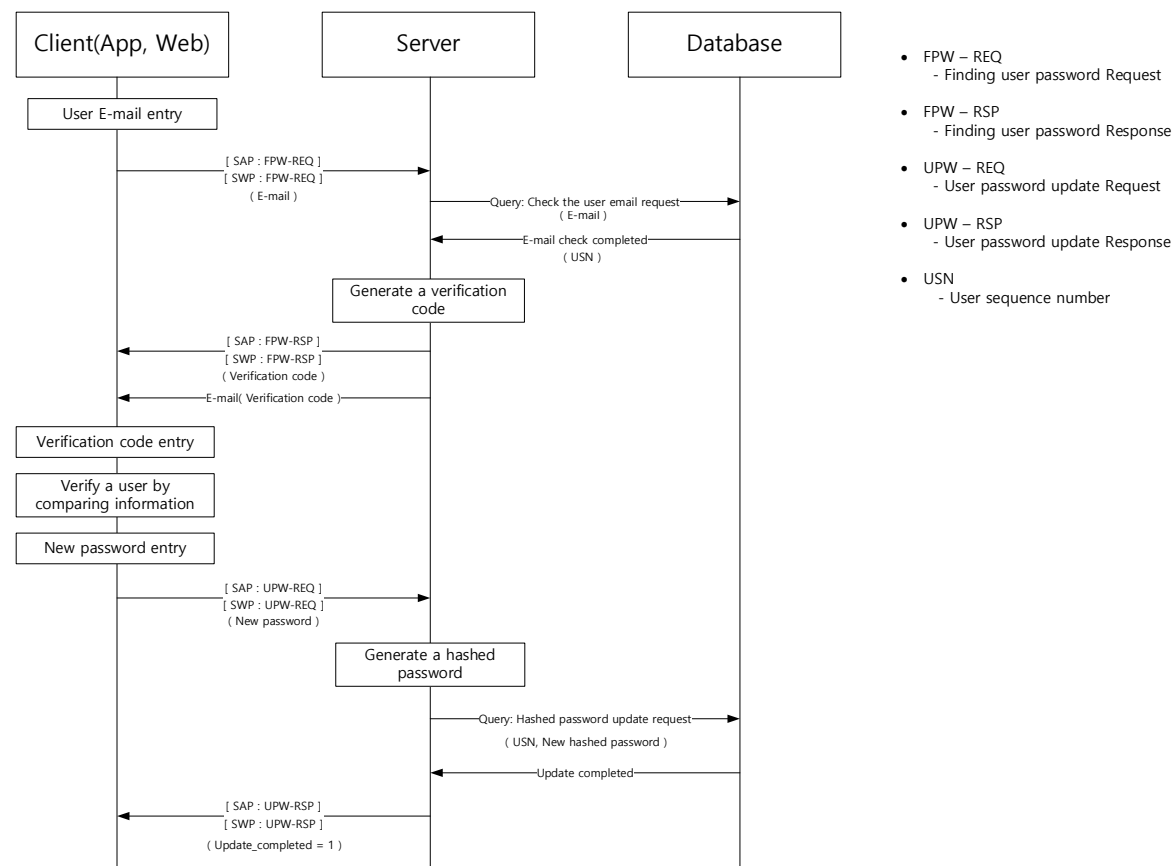 Client(App, Web)
Server
Database
User E-mail entry
[ SAP : FPW-REQ ]
[ SWP : FPW-REQ ]
( E-mail )
Query: Check the user email request
( E-mail )
E-mail check completed
( USN )
Generate a verification
code
[ SAP : FPW-RSP ]
[ SWP : FPW-RSP ]
( Verification code )
E-mail( Verification code )
Verification code entry
Verify a user by
comparing information
New password entry
[ SAP : UPW-REQ ]
[ SWP : UPW-REQ ]
( New password )
Generate a hashed
password
Query: Hashed password update request
( USN, New hashed password )
Update completed
[ SAP : UPW-RSP ]
[ SWP : UPW-RSP ]
( Update_completed = 1 )
• FPW – REQ
- Finding user password Request
• FPW – RSP
- Finding user password Response
• UPW – REQ
- User password update Request
• UPW – RSP
- User password update Response
• USN
- User sequence number